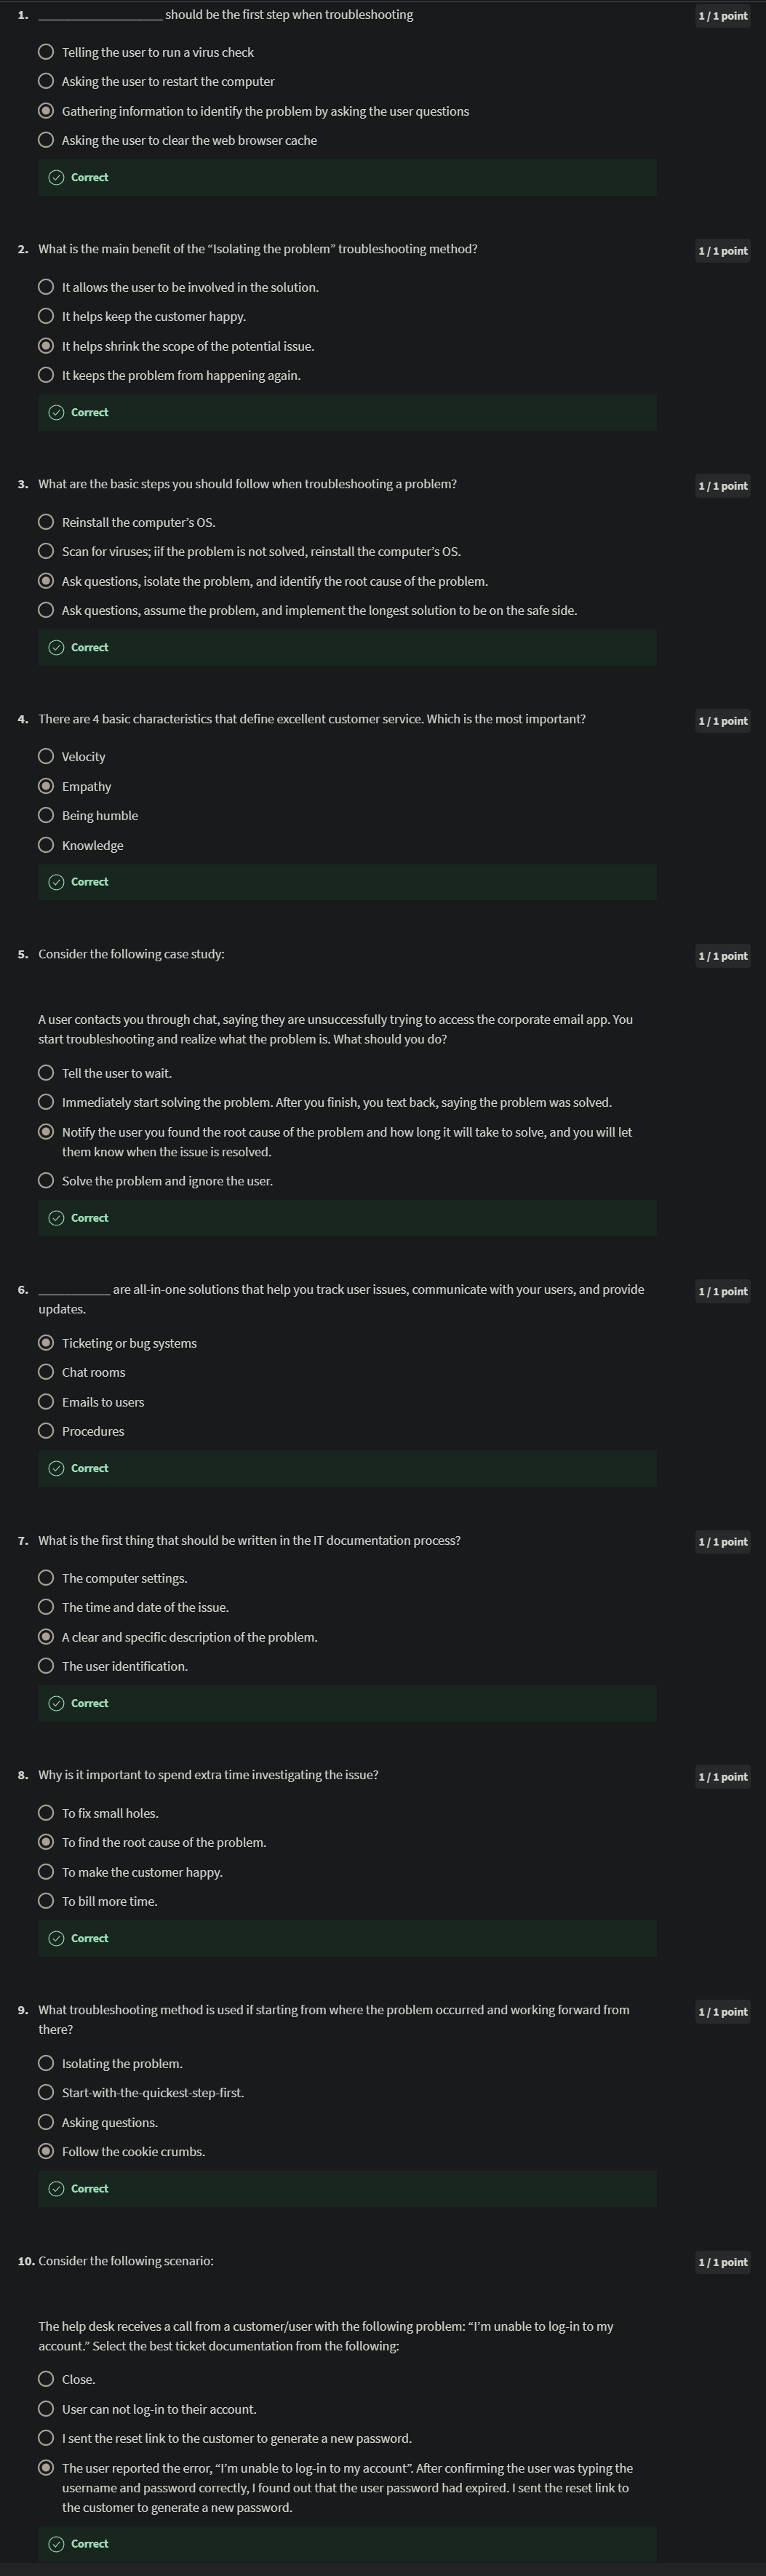 1. ___________________ should be the first step when troubleshooting
1 / 1 point
Telling the user to run a virus check
Asking the user to restart the computer
Gathering information to identify the problem by asking the user questions
Asking the user to clear the web browser cache
Correct
2. What is the main benefit of the “Isolating the problem” troubleshooting method?
1 / 1 point
It allows the user to be involved in the solution.
It helps keep the customer happy.
It helps shrink the scope of the potential issue.
It keeps the problem from happening again.
Correct
3. What are the basic steps you should follow when troubleshooting a problem?
1 / 1 point
Reinstall the computer’s OS.
Scan for viruses; iif the problem is not solved, reinstall the computer’s OS.
Ask questions, isolate the problem, and identify the root cause of the problem.
Ask questions, assume the problem, and implement the longest solution to be on the safe side.
Correct
4. There are 4 basic characteristics that define excellent customer service. Which is the most important?
1 / 1 point
Velocity
Empathy
Being humble
Knowledge
Correct
5. Consider the following case study:
1 / 1 point
A user contacts you through chat, saying they are unsuccessfully trying to access the corporate email app. You
start troubleshooting and realize what the problem is. What should you do?
Tell the user to wait.
Immediately start solving the problem. After you finish, you text back, saying the problem was solved.
Notify the user you found the root cause of the problem and how long it will take to solve, and you will let
them know when the issue is resolved.
Solve the problem and ignore the user.
Correct
6. ___________ are all-in-one solutions that help you track user issues, communicate with your users, and provide
updates.
1 / 1 point
Ticketing or bug systems
Chat rooms
Emails to users
Procedures
Correct
7. What is the first thing that should be written in the IT documentation process?
1 / 1 point
The computer settings.
The time and date of the issue.
A clear and specific description of the problem.
The user identification.
Correct
8. Why is it important to spend extra time investigating the issue?
1 / 1 point
To fix small holes.
To find the root cause of the problem.
To make the customer happy.
To bill more time.
Correct
9. What troubleshooting method is used if starting from where the problem occurred and working forward from
there?
1 / 1 point
Isolating the problem.
Start-with-the-quickest-step-first.
Asking questions.
Follow the cookie crumbs.
Correct
10. Consider the following scenario:
1 / 1 point
The help desk receives a call from a customer/user with the following problem: “I’m unable to log-in to my
account.” Select the best ticket documentation from the following:
Close.
User can not log-in to their account.
I sent the reset link to the customer to generate a new password.
The user reported the error, “I’m unable to log-in to my account”. After confirming the user was typing the
username and password correctly, I found out that the user password had expired. I sent the reset link to
the customer to generate a new password.
Correct